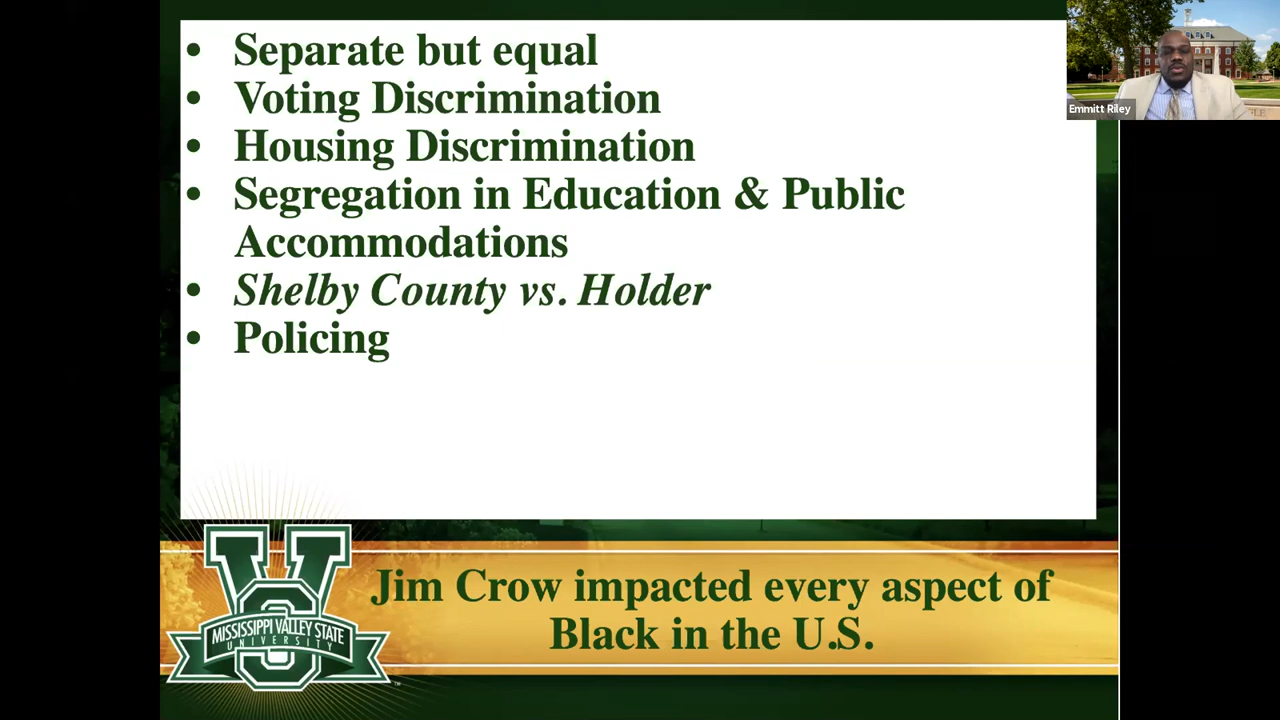 • Separate but equal
• Voting Discrimination
• Housing Discrimination
• Segregation in Education & Public
Accommodations
• Shelby County vs. Holder
• Policing
Emmitt Riley
Jim Crow impacted every aspect of
Black in the U.S.
V
S
MISSISSIPPI VALLEY STATE
UNIVERSITY
TM